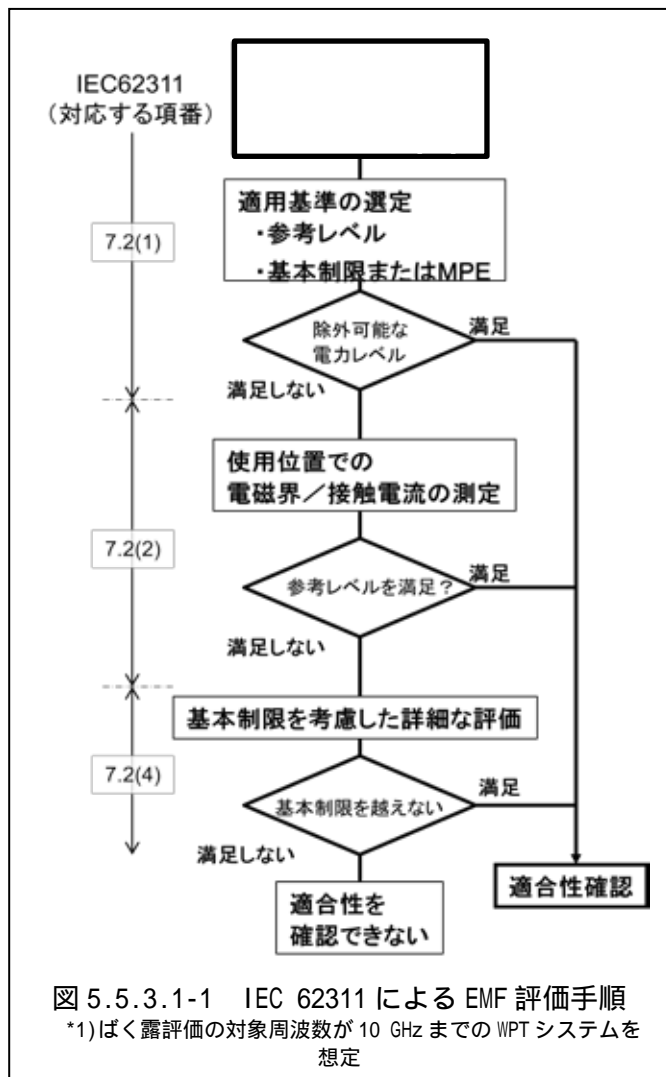 IEC62311
（対応する項番）
適用基準の選定
・参考レベル
・基本制限またはMPE
7.2(1)
除外可能な
電力レベル
満足
満足しない
使用位置での
電磁界／接触電流の測定
7.2(2)
参考レベルを満足？
満足
満足しない
基本制限を考慮した詳細な評価
7.2(4)
基本制限を越えない
満足
満足しない
適合性を
確認できない
適合性確認
図 5.5.3.1-1 IEC 62311 による EMF 評価手順
*1)ばく露評価の対象周波数が 10 GHz までの WPT システムを
想定